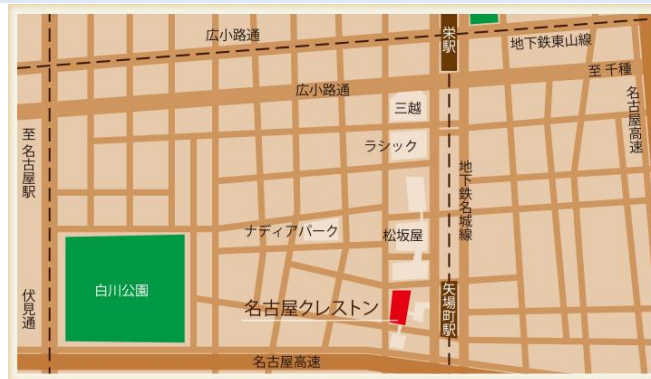 広小路通
栄駅
地下鉄東山線
至 千種
広小路通
名古屋高速
三越
ラシック
至 名古屋駅
地下鉄名城線
ナディアパーク
松坂屋
白川公園
伏見通
名古屋クレストン
矢場町駅
名古屋高速